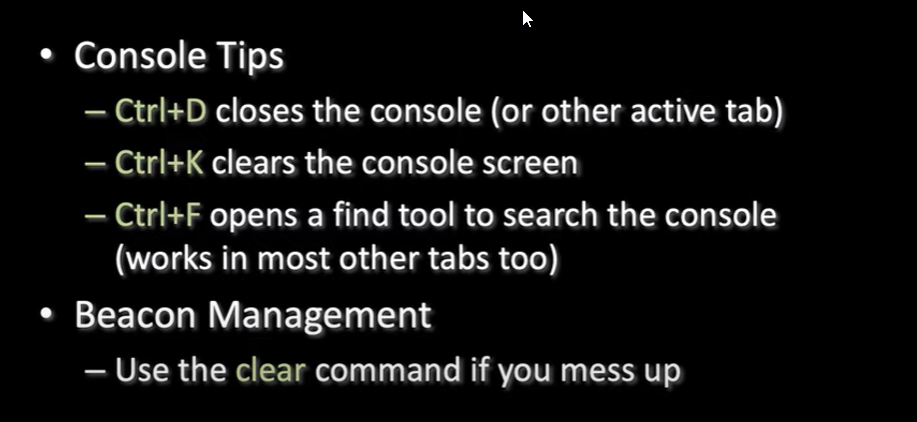 • Console Tips
– Ctrl+D closes the console (or other active tab)
– Ctrl+K clears the console screen
– Ctrl+F opens a find tool to search the console
(works in most other tabs too)
• Beacon Management
– Use the clear command if you mess up